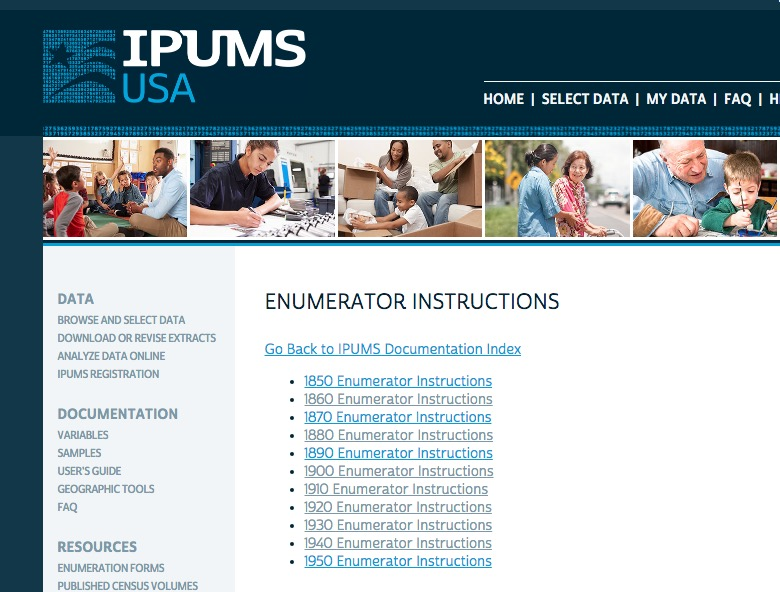 IPUMS
USA
HOME | SELECT DATA | MY DATA | FAQ | H
DATA
BROWSE AND SELECT DATA
DOWNLOAD OR REVISE EXTRACTS
ANALYZE DATA ONLINE
IPUMS REGISTRATION
DOCUMENTATION
VARIABLES
SAMPLES
USER'S GUIDE
GEOGRAPHIC TOOLS
FAQ
RESOURCES
ENUMERATION FORMS
PUBLISHED CENSUS VOLUMES
ENUMERATOR INSTRUCTIONS
Go Back to IPUMS Documentation Index
• 1850 Enumerator Instructions
• 1860 Enumerator Instructions
• 1870 Enumerator Instructions
• 1880 Enumerator Instructions
• 1890 Enumerator Instructions
• 1900 Enumerator Instructions
• 1910 Enumerator Instructions
• 1920 Enumerator Instructions
• 1930 Enumerator Instructions
• 1940 Enumerator Instructions
• 1950 Enumerator Instructions